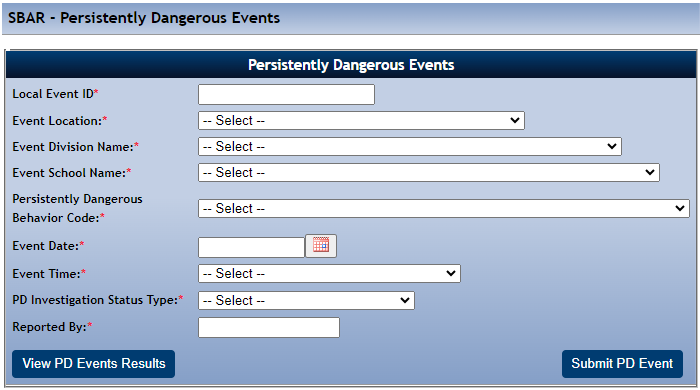 SBAR - Persistently Dangerous Events
Persistently Dangerous Events
Local Event ID*
Event Location:* -- Select --
Event Division Name:* -- Select --
Event School Name:* -- Select --
Persistently Dangerous
Behavior Code:* -- Select --
Event Date:*
Event Time:* -- Select --
PD Investigation Status Type:* -- Select --
Reported By:*
View PD Events Results Submit PD Event